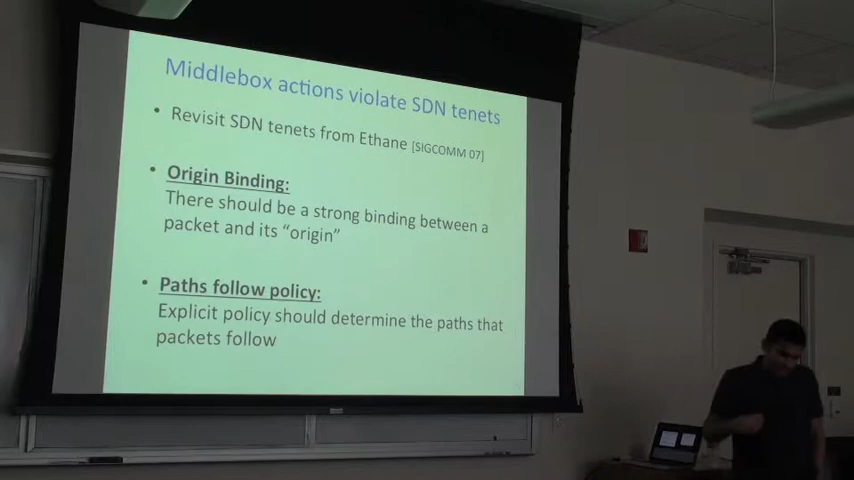 Middlebox actions violate SDN tenets
• Revisit SDN tenets from Ethane [SIGCOMM 07]
• Origin Binding:
There should be a strong binding between a
packet and its “origin”
• Paths follow policy:
Explicit policy should determine the paths that
packets follow